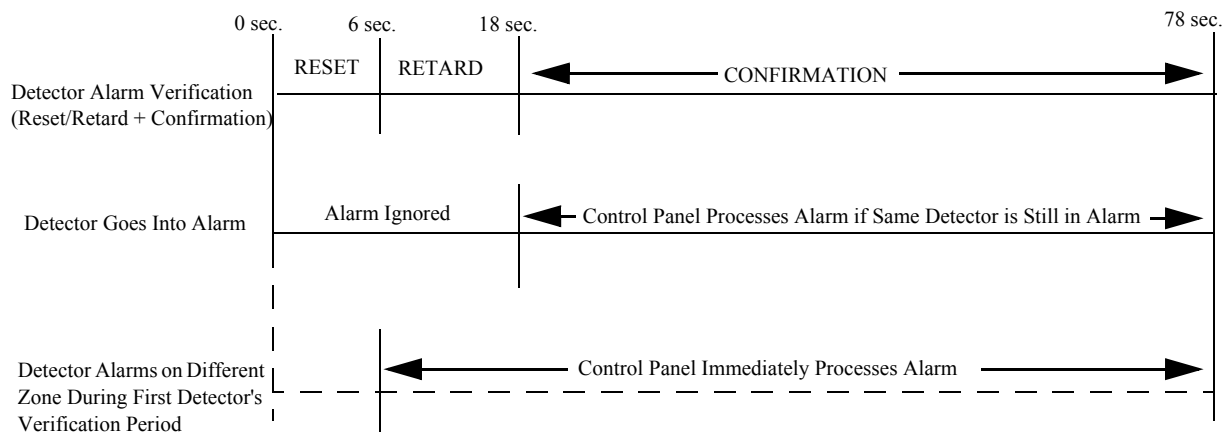 0 sec. 6 sec. 18 sec. 78 sec.
RESET RETARD CONFIRMATION
Detector Alarm Verification
(Reset/Retard + Confirmation)
Alarm Ignored
Detector Goes Into Alarm
Control Panel Processes Alarm if Same Detector is Still in Alarm
Detector Alarms on Different
Zone During First Detector's
Verification Period
Control Panel Immediately Processes Alarm